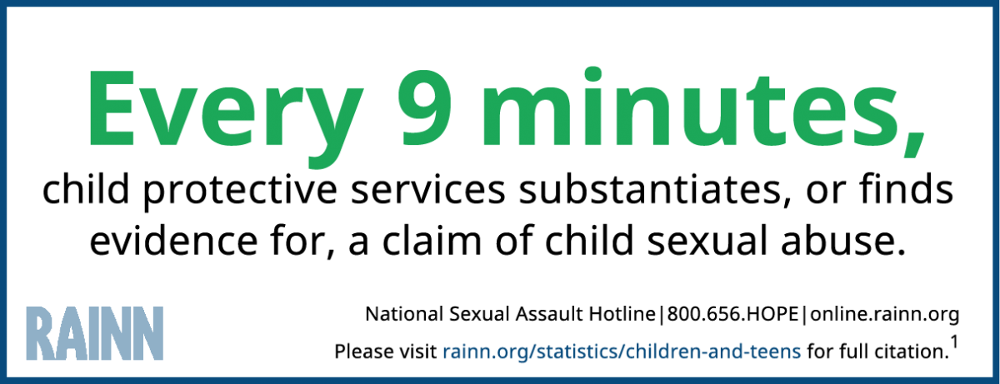 Every 9 minutes,
child protective services substantiates, or finds
evidence for, a claim of child sexual abuse.
RAINN
National Sexual Assault Hotline|800.656.HOPE|online.rainn.org
Please visit rainn.org/statistics/children-and-teens for full citation.1